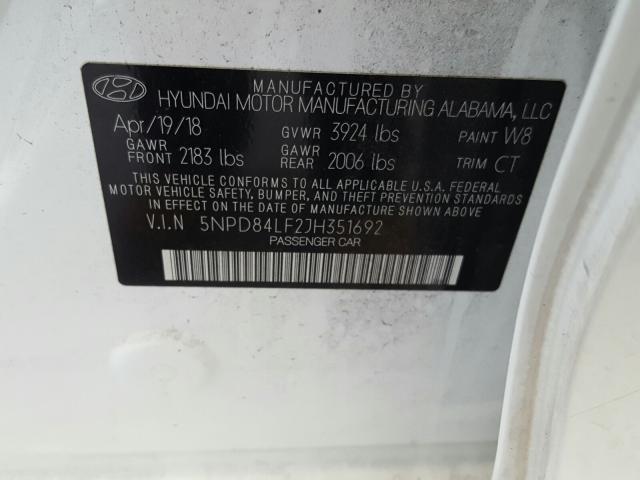 MANUFACTURED BY
HYUNDAI MOTOR MANUFACTURING ALABAMA, LLC
Apr/19/18 GVWR 3924 lbs PAINT W8
GAWR FRONT 2183 lbs GAWR REAR 2006 lbs TRIM CT
THIS VEHICLE CONFORMS TO ALL APPLICABLE U.S.A. FEDERAL
MOTOR VEHICLE SAFETY, BUMPER, AND THEFT PREVENTION STANDARDS
IN EFFECT ON THE DATE OF MANUFACTURE SHOWN ABOVE.
V.I.N 5NPD84LF2JH351692
PASSENGER CAR